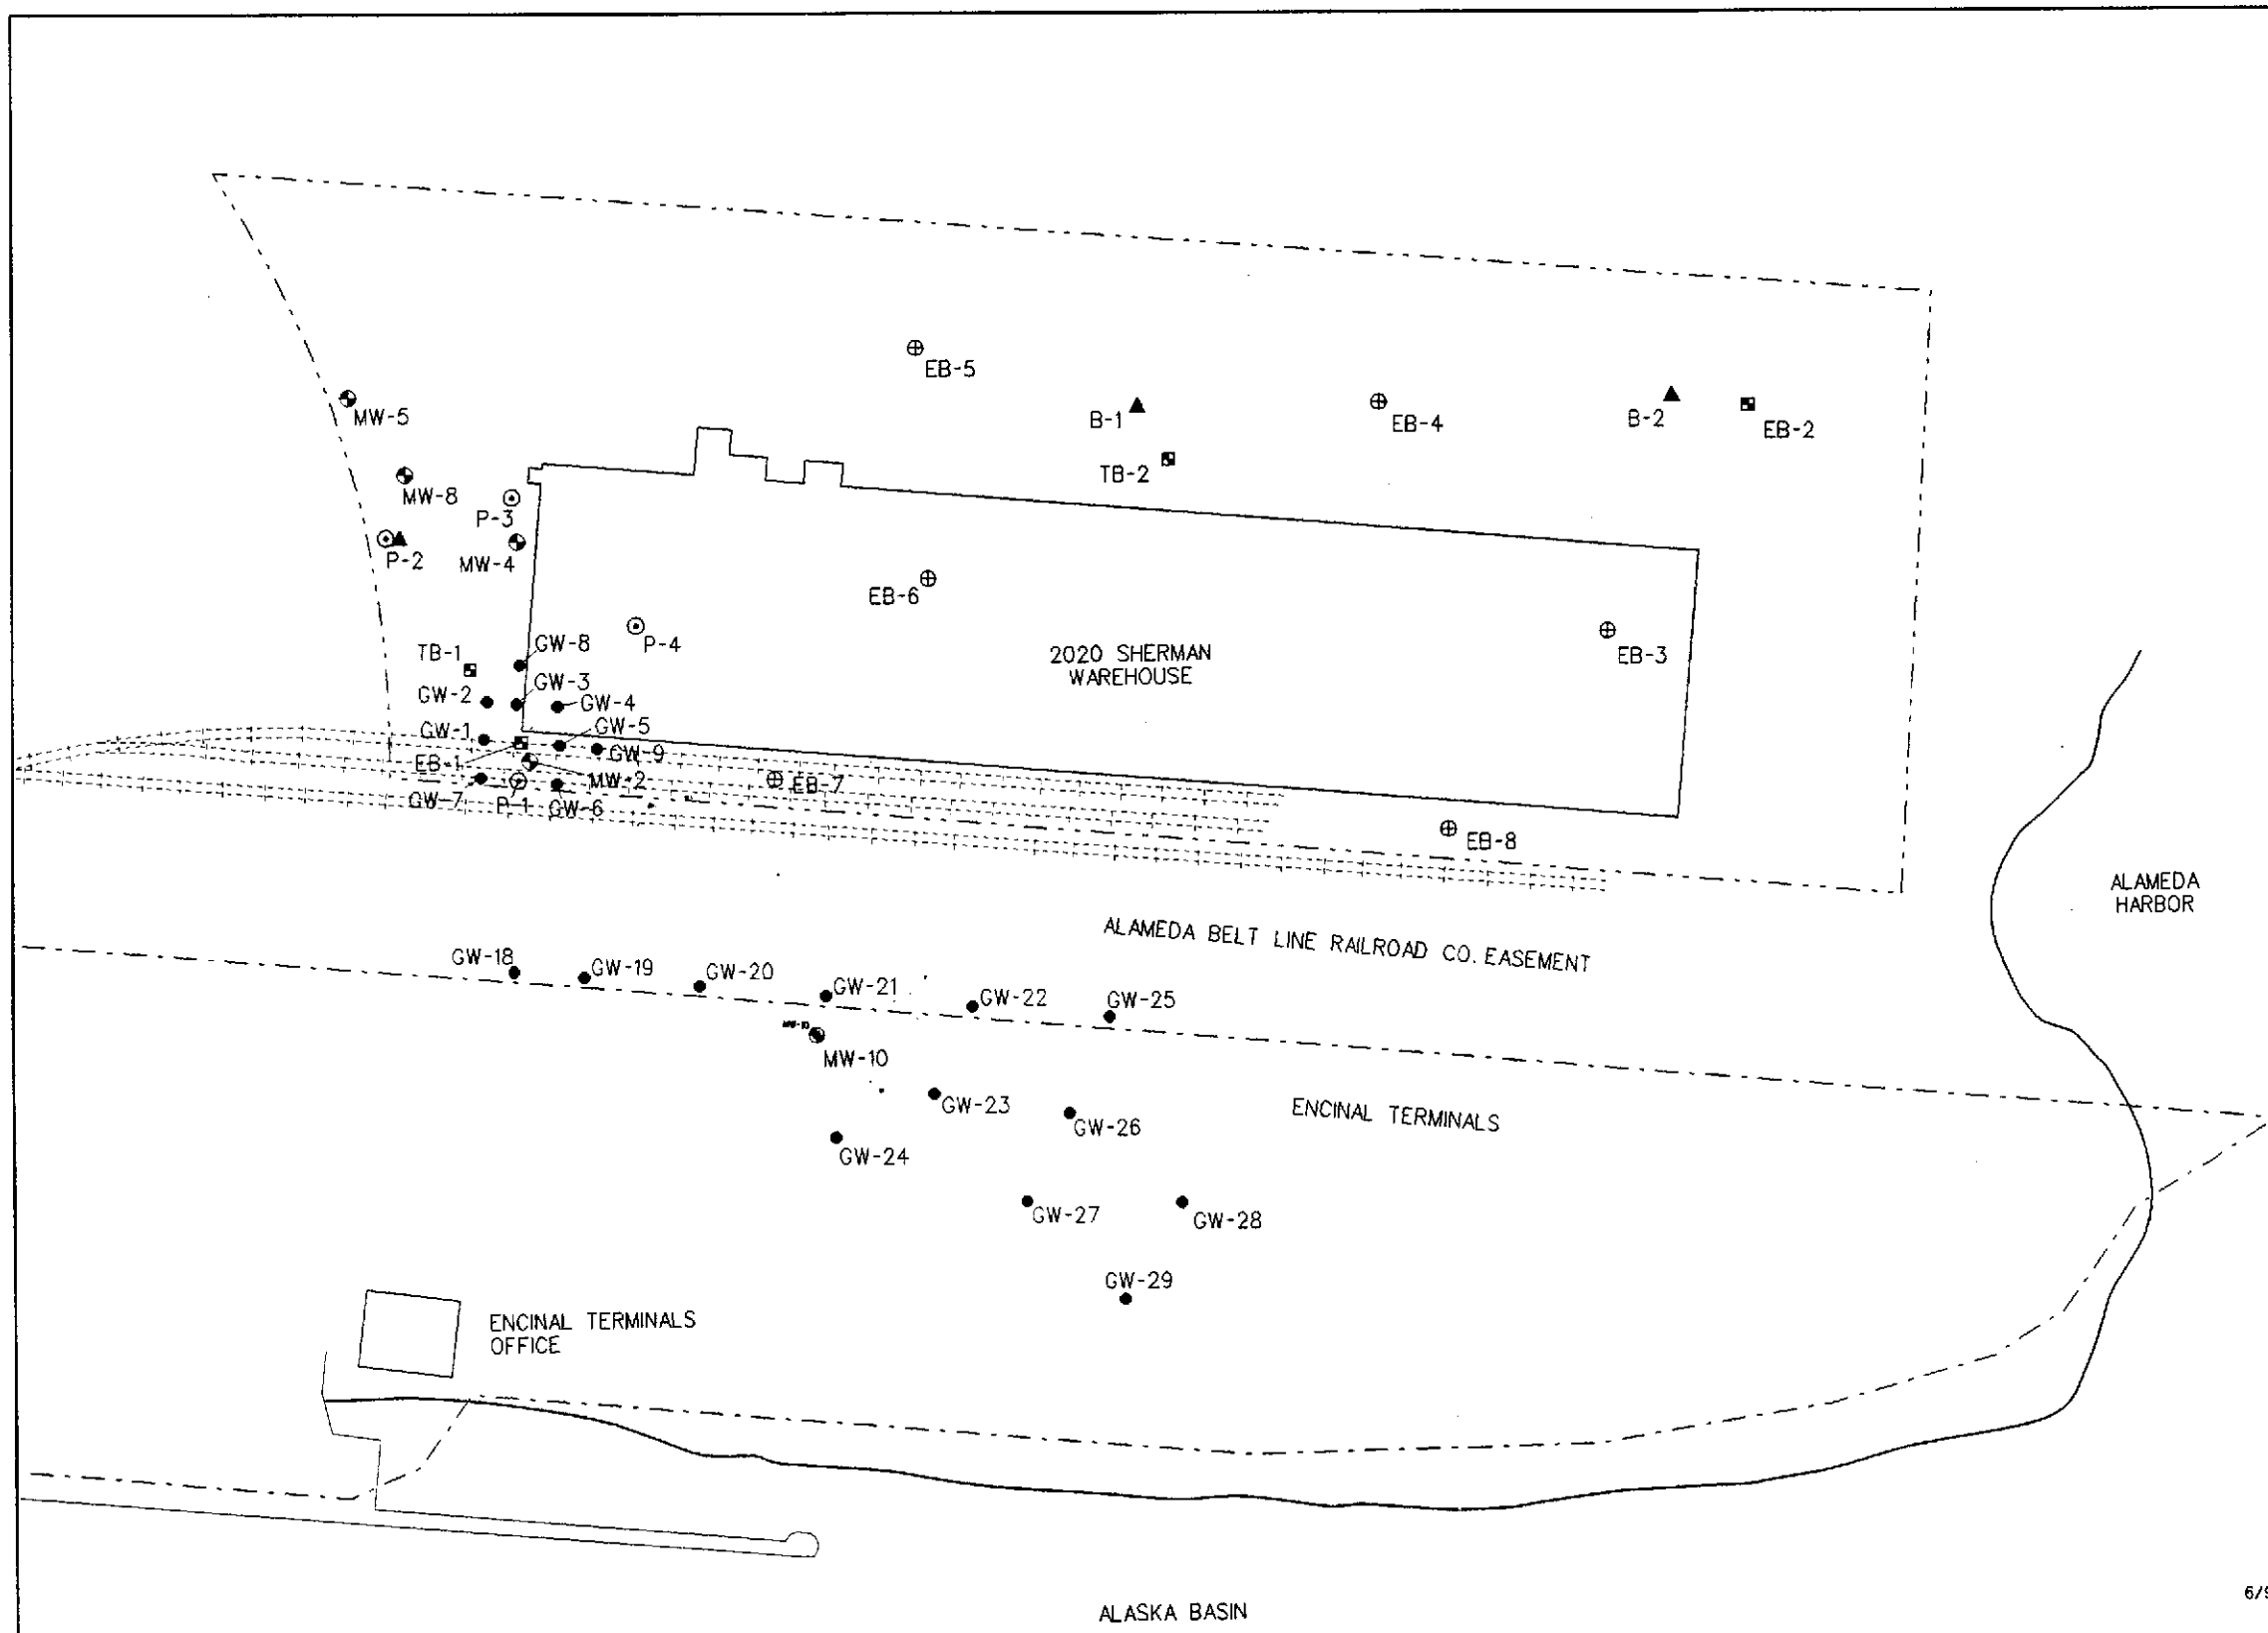 EB-5
MW-5
B-1
EB-4
B-2
EB-2
TB-2
MW-8
P-3
P-2
MW-4
EB-6
P-4
GW-8
TB-1
2020 SHERMAN
WAREHOUSE
EB-3
GW-3
GW-2
GW-4
GW-1
GW-5
GW-9
EB-1
MW-2
EB-7
GW-7
P-1
GW-6
EB-8
ALAMEDA
HARBOR
ALAMEDA BELT LINE RAILROAD CO. EASEMENT
GW-18
GW-19
GW-20
GW-21
GW-22
GW-25
MW-10
MW-10
GW-23
GW-26
ENCINAL TERMINALS
GW-24
GW-27
GW-28
GW-29
ENCINAL TERMINALS
OFFICE
ALASKA BASIN